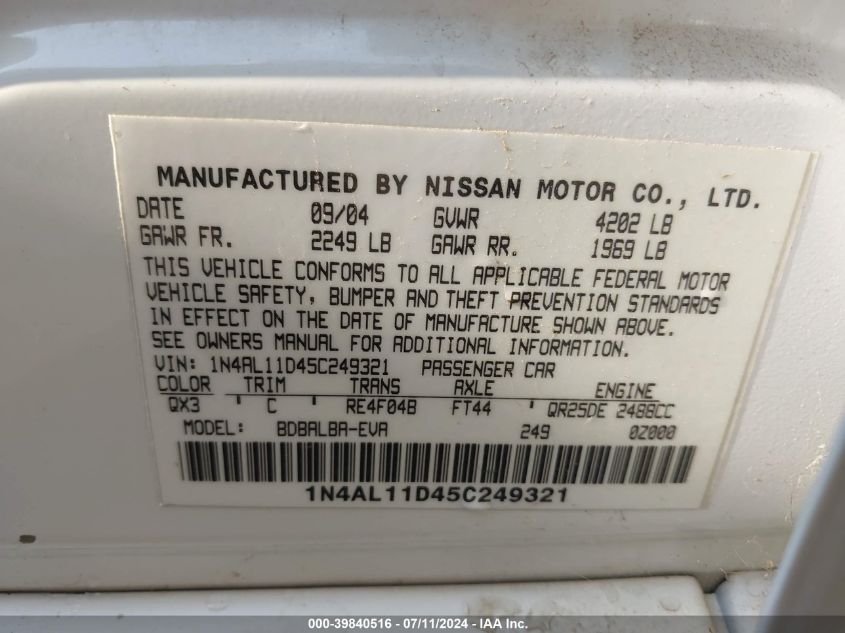 MANUFACTURED BY NISSAN MOTOR CO., LTD.
DATE 09/04 GVWR 4202 LB
GAWR FR. 2249 LB GAWR RR. 1969 LB
THIS VEHICLE CONFORMS TO ALL APPLICABLE FEDERAL MOTOR
VEHICLE SAFETY, BUMPER AND THEFT PREVENTION STANDARDS
IN EFFECT ON THE DATE OF MANUFACTURE SHOWN ABOVE.
SEE OWNERS MANUAL FOR ADDITIONAL INFORMATION.
VIN: 1N4AL11D45C249321 PASSENGER CAR
COLOR TRIM TRANS AXLE ENGINE
QX3 ' C RE4F04B FT44 ' QR25DE 2488CC
MODEL: BDBALBA-EVA 249 0Z000
1N4AL11D45C249321
000-39840516 - 07/11/2024 - IAA Inc.